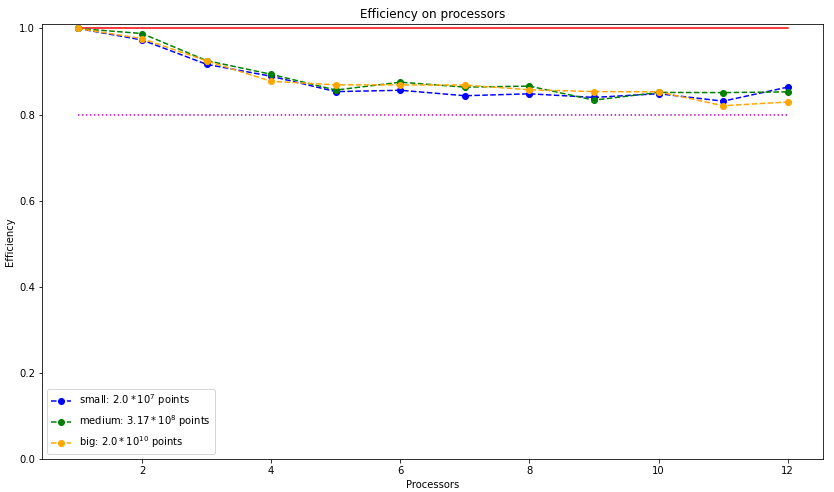 Efficiency on processors
1.0
0.8
0.6
0.4
0.2
0.0
Efficiency
small: 2.0 * 10⁷ points
medium: 3.17 * 10⁸ points
big: 2.0 * 10¹⁰ points
2 4 6 8 10 12
Processors